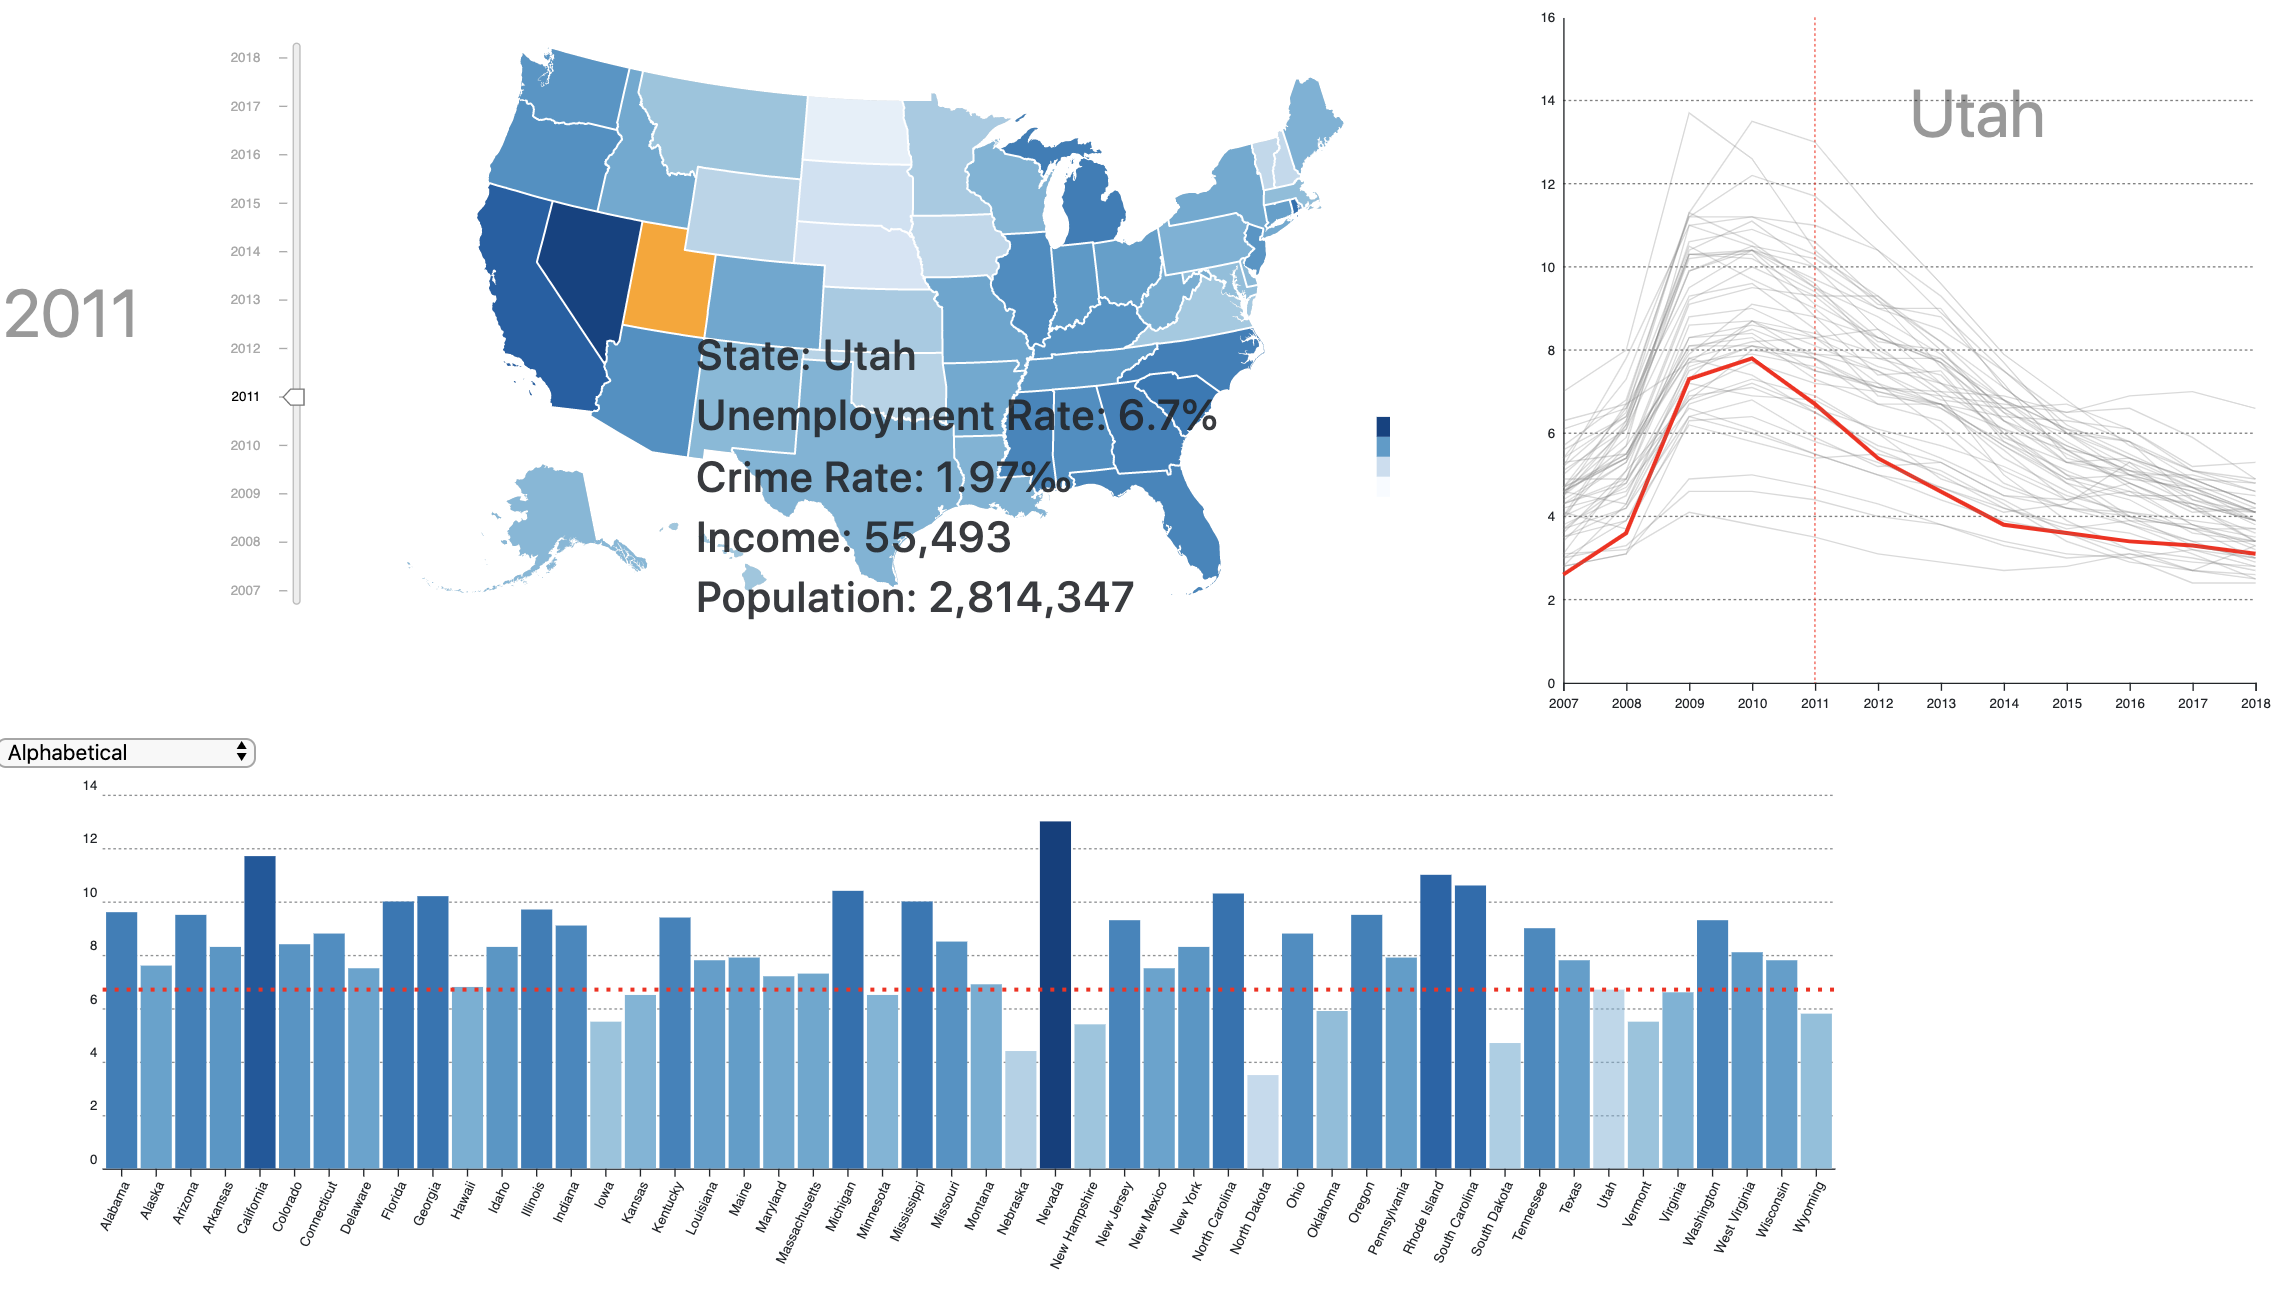 2011
2018
2017
2016
2015
2014
2013
2012
2011
2010
2009
2008
2007
State: Utah
Unemployment Rate: 6.7%
Crime Rate: 1.97‰
Income: 55,493
Population: 2,814,347
Utah
16
14
12
10
8
6
4
2
0
2007 2008 2009 2010 2011 2012 2013 2014 2015 2016 2017 2018
Alphabetical
14
12
10
8
6
4
2
0
Alabama
Alaska
Arizona
Arkansas
California
Colorado
Connecticut
Delaware
Florida
Georgia
Hawaii
Idaho
Illinois
Indiana
Iowa
Kansas
Kentucky
Louisiana
Maine
Maryland
Massachusetts
Michigan
Minnesota
Mississippi
Missouri
Montana
Nebraska
Nevada
New Hampshire
New Jersey
New Mexico
New York
North Carolina
North Dakota
Ohio
Oklahoma
Oregon
Pennsylvania
Rhode Island
South Carolina
South Dakota
Tennessee
Texas
Utah
Vermont
Virginia
Washington
West Virginia
Wisconsin
Wyoming